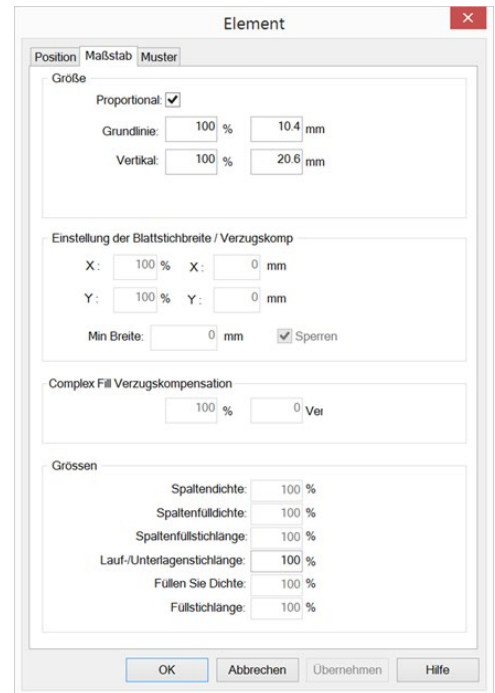 Element
Position Maßstab Muster
Größe
Proportional:
Grundlinie: 100 % 10.4 mm
Vertikal: 100 % 20.6 mm
Einstellung der Blattstichbreite / Verzugskomp
X: 100 % X: 0 mm
Y: 100 % Y: 0 mm
Min Breite: 0 mm Sperren
Complex Fill Verzugskompensation
100 % 0 Ver
Grössen
Spaltendichte: 100 %
Spaltenfülldichte: 100 %
Spaltenfüllstichlänge: 100 %
Lauf-/Unterlagenstichlänge: 100 %
Füllen Sie Dichte: 100 %
Füllstichlänge: 100 %
OK Abbrechen Übernehmen Hilfe